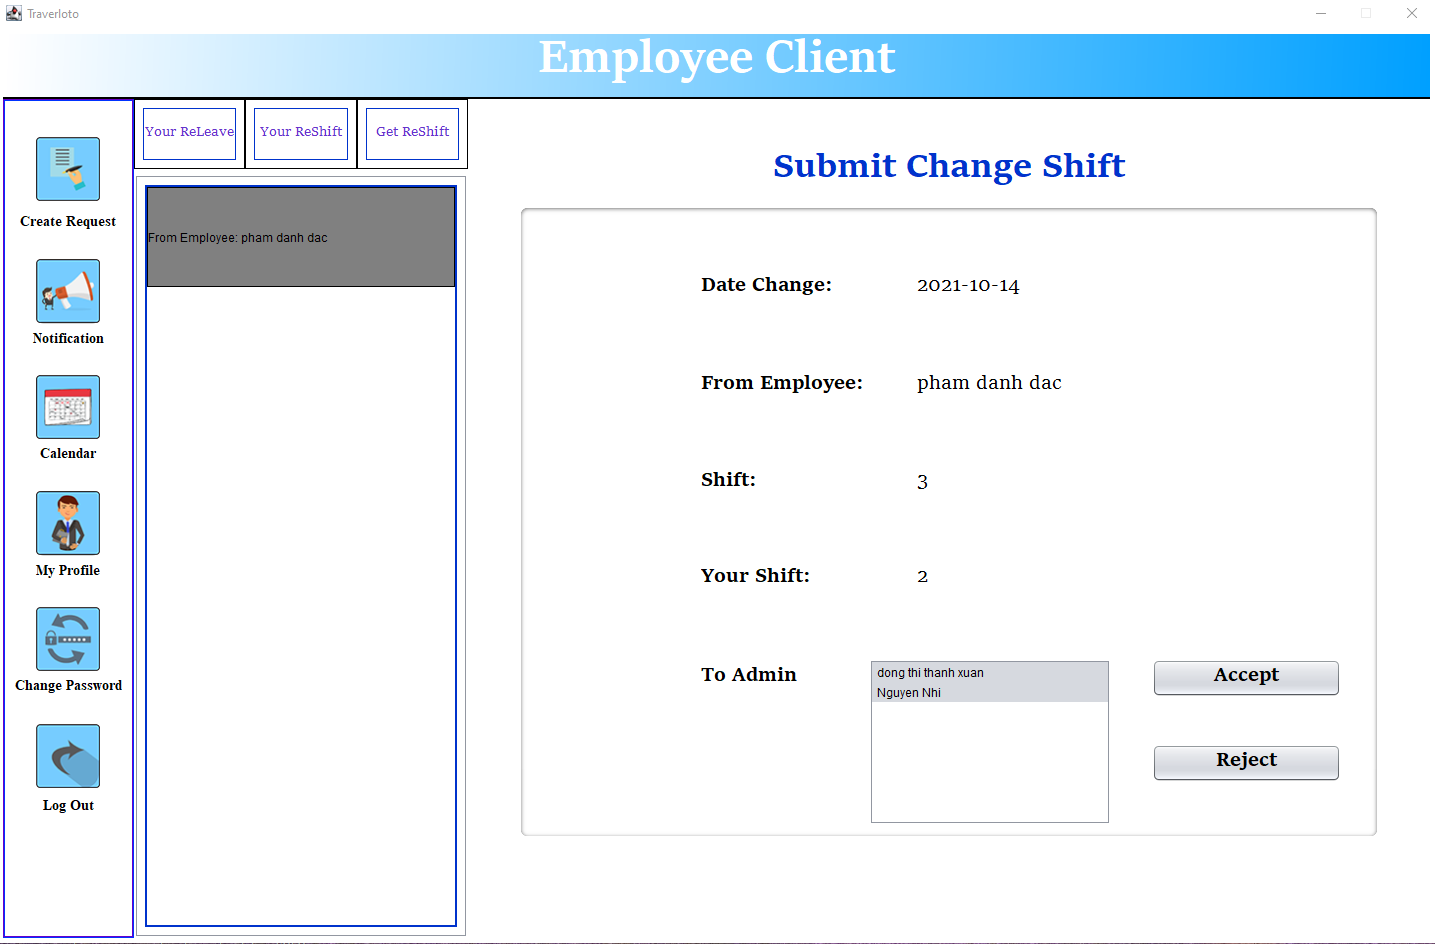 Traverloto
Employee Client
Create Request
Notification
Calendar
My Profile
Change Password
Log Out
Your ReLeave
Your ReShift
Get ReShift
From Employee: pham danh dac
Submit Change Shift
Date Change: 2021-10-14
From Employee: pham danh dac
Shift: 3
Your Shift: 2
To Admin
dong thi thanh xuan
Nguyen Nhi
Accept
Reject